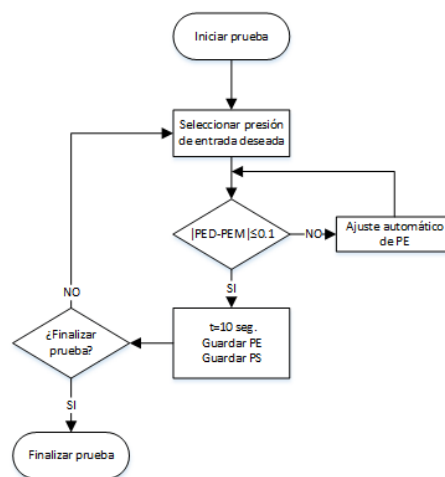 Iniciar prueba
Seleccionar presión
de entrada deseada
|PED-PEM|≤0.1
NO
Ajuste automático
de PE
SI
NO
¿Finalizar
prueba?
t=10 seg.
Guardar PE
Guardar PS
SI
Finalizar prueba